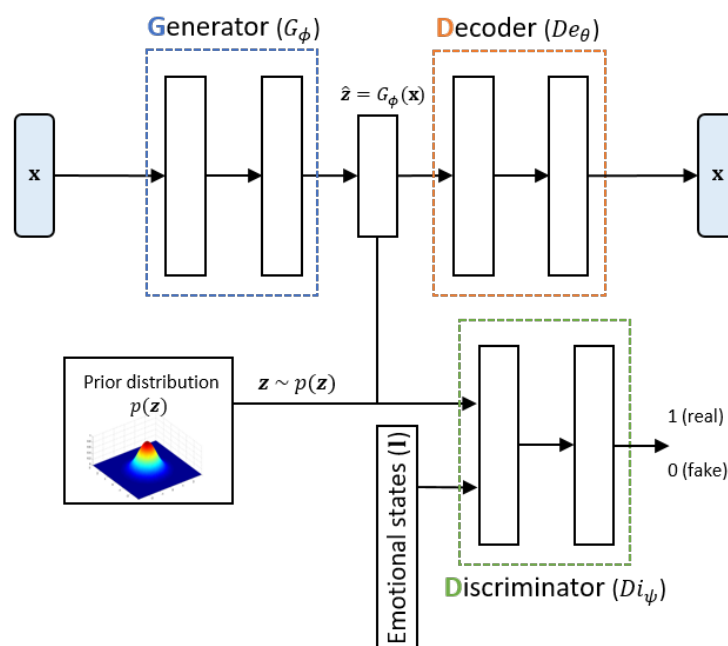 Generator (G_ϕ)
Decoder (De_θ)
ẑ = G_ϕ(x)
x
x
Prior distribution
p(z)
z ~ p(z)
Emotional states (l)
1 (real)
0 (fake)
Discriminator (Di_ψ)